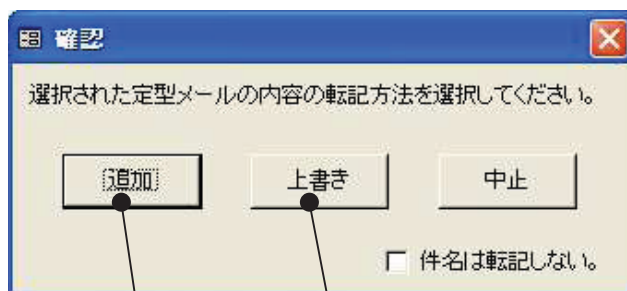 確認
選択された定型メールの内容の転記方法を選択してください。
追加 上書き 中止
件名は転記しない。